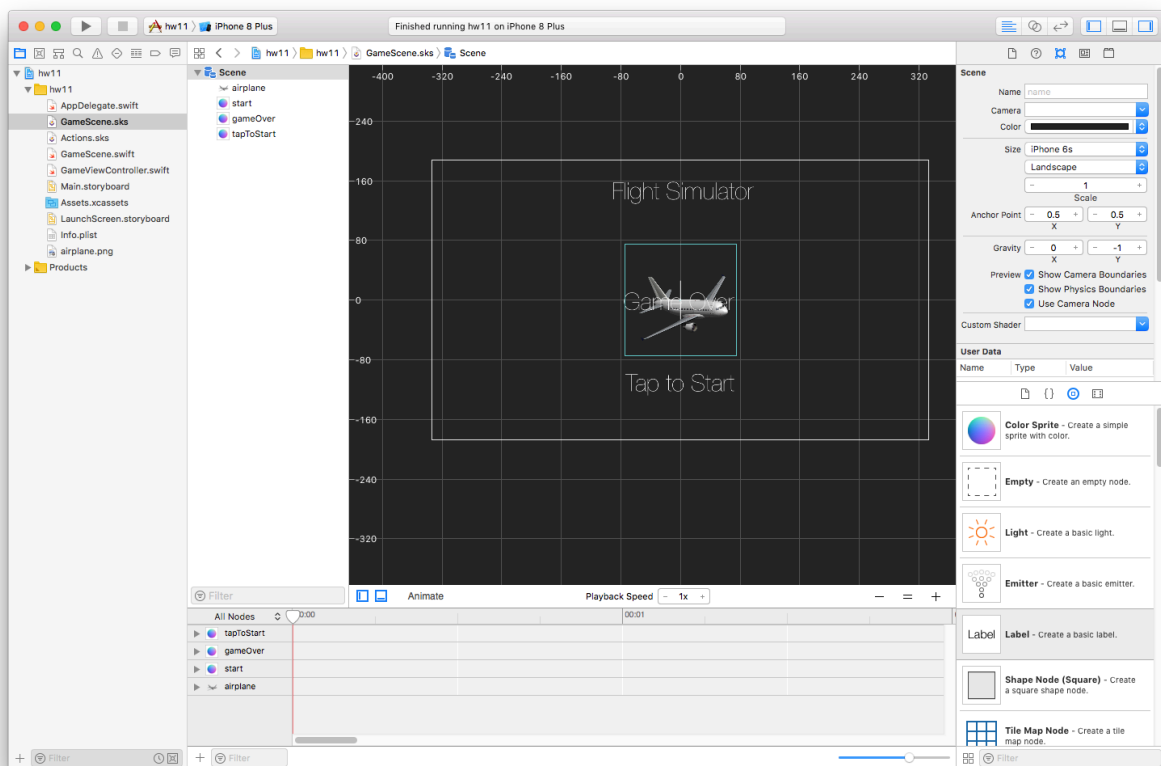 hw11 iPhone 8 Plus Finished running hw11 on iPhone 8 Plus
hw11 hw11 GameScene.sks Scene
hw11
hw11
AppDelegate.swift
GameScene.sks
Actions.sks
GameScene.swift
GameViewController.swift
Main.storyboard
Assets.xcassets
LaunchScreen.storyboard
Info.plist
airplane.png
Products
Filter
Scene
airplane
start
gameOver
tapToStart
Filter
-400 -320 -240 -160 -80 0 80 160 240 320
240
160
80
0
-80
-160
-240
-320
Flight Simulator
Game Over
Tap to Start
Animate
Playback Speed - 1x +
All Nodes 0:00 00:01
tapToStart
gameOver
start
airplane
Filter
Scene
Name name
Camera
Color
Size iPhone 6s
Landscape
- 1 +
Scale
Anchor Point - 0.5 + - 0.5 +
X Y
Gravity - 0 + - -1 +
X Y
Preview Show Camera Boundaries
Show Physics Boundaries
Use Camera Node
Custom Shader
User Data
Name Type Value
Color Sprite - Create a simple
sprite with color.
Empty - Create an empty node.
Light - Create a basic light.
Emitter - Create a basic emitter.
Label Label - Create a basic label.
Shape Node (Square) - Create
a square shape node.
Tile Map Node - Create a tile
map node.
Filter